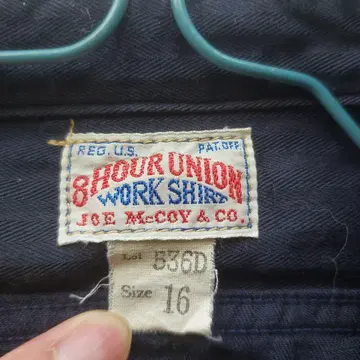 REG. U.S. PAT. OFF.
8 HOUR UNION
WORK SHIRT
JOE McCOY & CO.
Lot 536D
Size 16